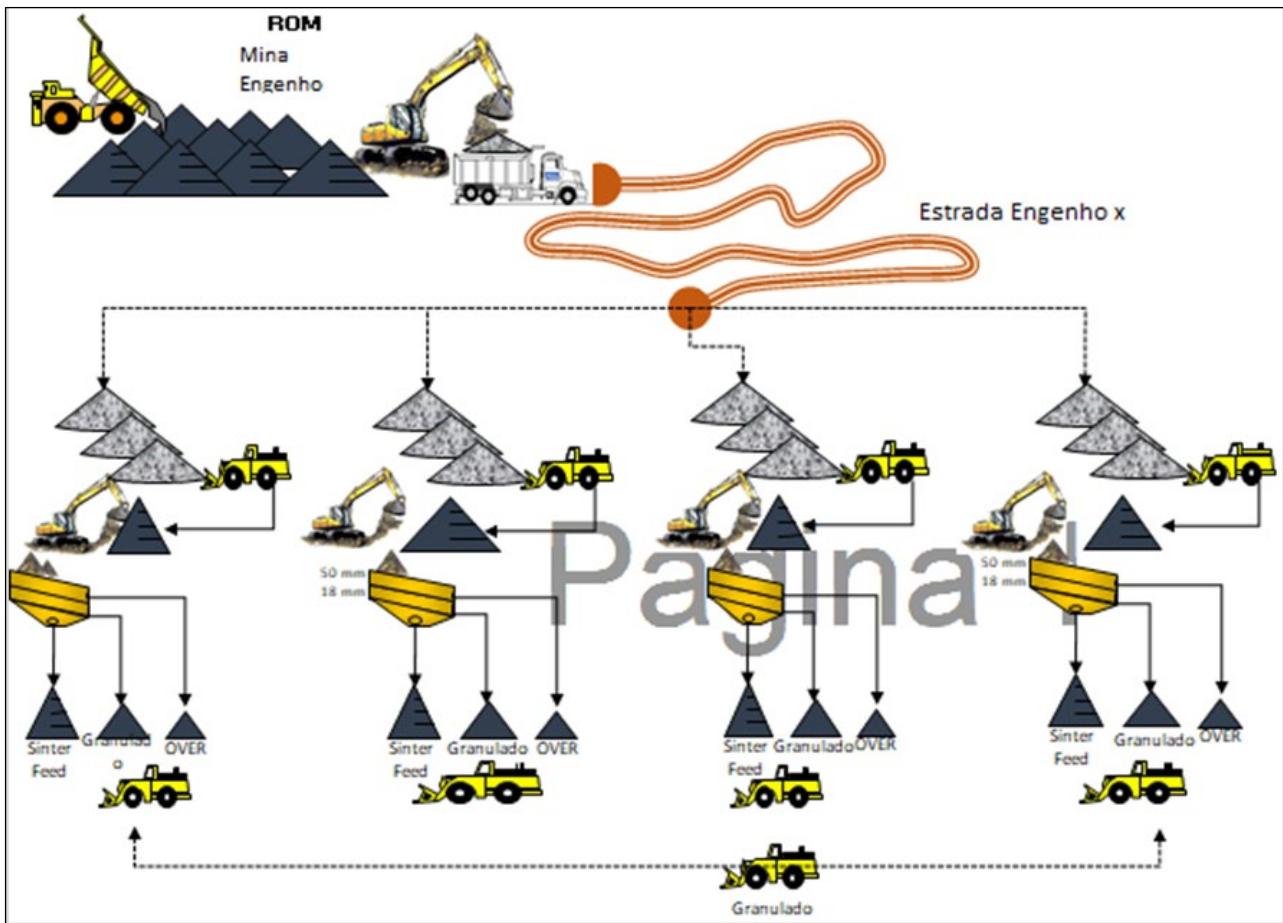 ROM
Mina
Engenho
Estrada Engenho x
50 mm
18 mm
50 mm
18 mm
Pagina 1
Sinter
Feed
Granulad
o
OVER
Sinter
Feed
Granulado
OVER
Sinter
Feed
Granulado
OVER
Sinter
Feed
Granulado
OVER
Granulado